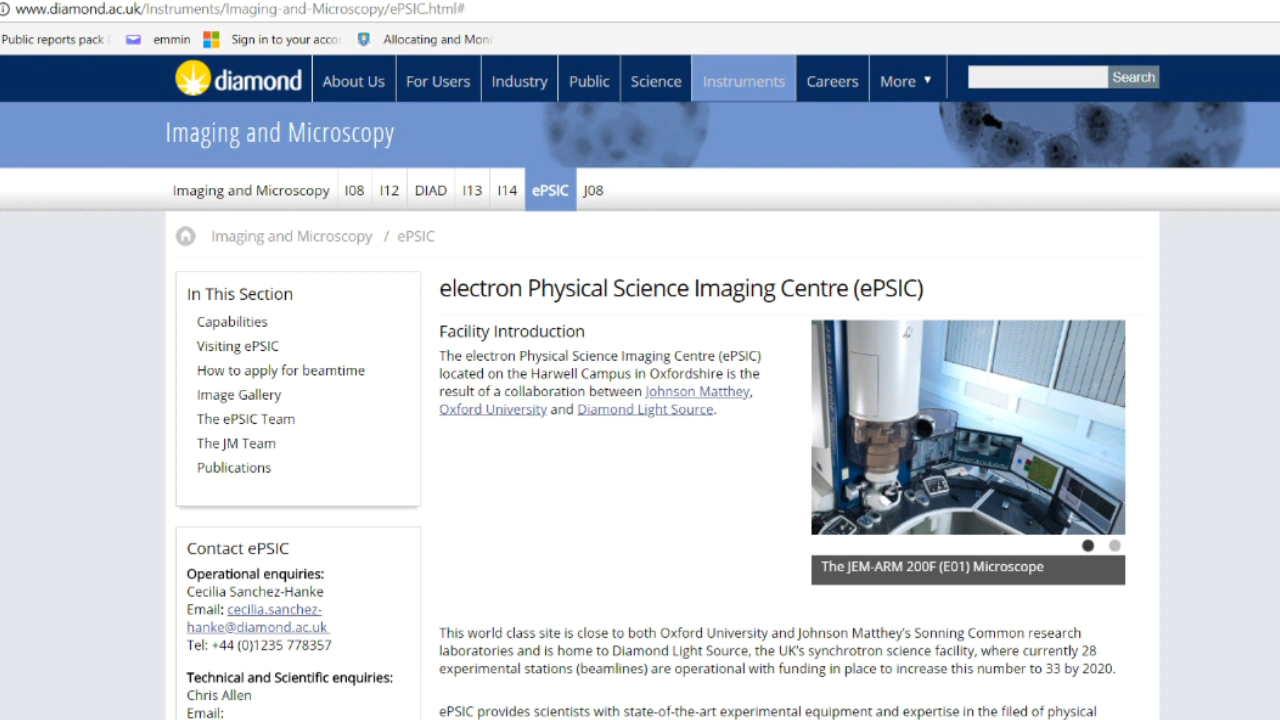 www.diamond.ac.uk/Instruments/Imaging-and-Microscopy/ePSIC.html#
Public reports pack
emmin
Sign in to your acco
Allocating and Moni
diamond
About Us
For Users
Industry
Public
Science
Instruments
Careers
More ▼
Search
Imaging and Microscopy
Imaging and Microscopy
I08
I12
DIAD
I13
I14
ePSIC
J08
Imaging and Microscopy / ePSIC
In This Section
Capabilities
Visiting ePSIC
How to apply for beamtime
Image Gallery
The ePSIC Team
The JM Team
Publications
Contact ePSIC
Operational enquiries:
Cecilia Sanchez-Hanke
Email: cecilia.sanchez-
hanke@diamond.ac.uk
Tel: +44 (0)1235 778357
Technical and Scientific enquiries:
Chris Allen
Email:
electron Physical Science Imaging Centre (ePSIC)
Facility Introduction
The electron Physical Science Imaging Centre (ePSIC)
located on the Harwell Campus in Oxfordshire is the
result of a collaboration between Johnson Matthey,
Oxford University and Diamond Light Source.
The JEM-ARM 200F (E01) Microscope
This world class site is close to both Oxford University and Johnson Matthey's Sonning Common research
laboratories and is home to Diamond Light Source, the UK's synchrotron science facility, where currently 28
experimental stations (beamlines) are operational with funding in place to increase this number to 33 by 2020.
ePSIC provides scientists with state-of-the-art experimental equipment and expertise in the filed of physical